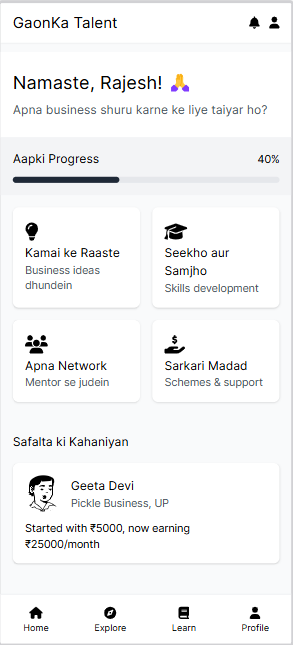 GaonKa Talent
Namaste, Rajesh! 🙏
Apna business shuru karne ke liye taiyar ho?
Aapki Progress 40%
Kamai ke Raaste
Business ideas
dhundein
Seekho aur
Samjho
Skills development
Apna Network
Mentor se judein
Sarkari Madad
Schemes & support
Safalta ki Kahaniyan
Geeta Devi
Pickle Business, UP
Started with ₹5000, now earning
₹25000/month
Home Explore Learn Profile